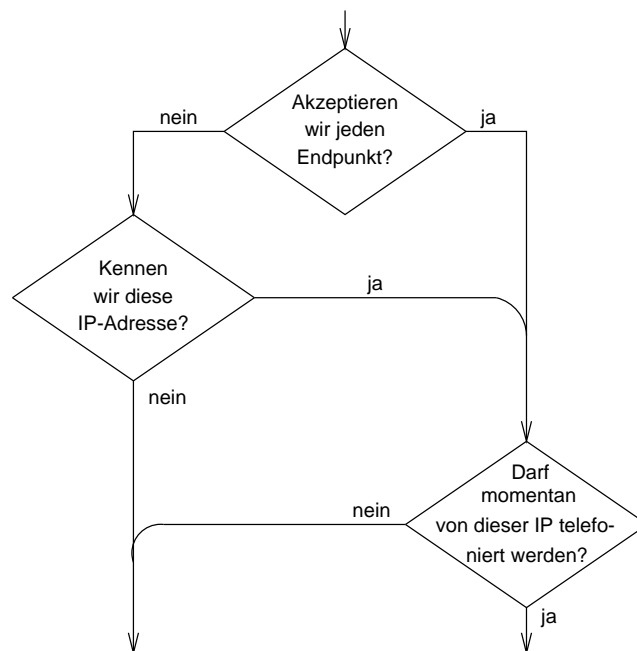 Akzeptieren
wir jeden
Endpunkt?
nein
ja
Kennen
wir diese
IP-Adresse?
ja
nein
Darf
momentan
von dieser IP telefo-
niert werden?
nein
ja